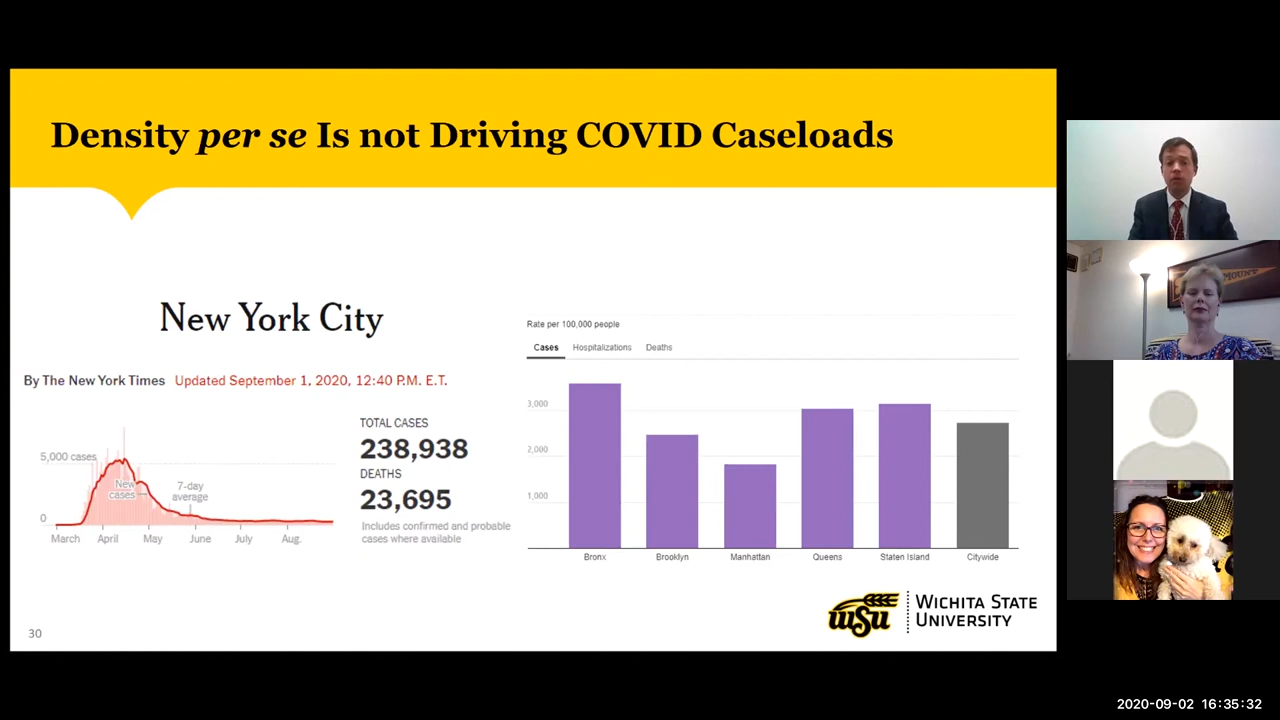 Density per se Is not Driving COVID Caseloads
New York City
By The New York Times Updated September 1, 2020, 12:40 P.M. E.T.
5,000 cases
0
New
cases
7-day
average
March April May June July Aug.
TOTAL CASES
238,938
DEATHS
23,695
Includes confirmed and probable
cases where available
Rate per 100,000 people
Cases Hospitalizations Deaths
3,000
2,000
1,000
Bronx Brooklyn Manhattan Queens Staten Island Citywide
30
wsu
WICHITA STATE
UNIVERSITY
MOUNT
2020-09-02 16:35:32